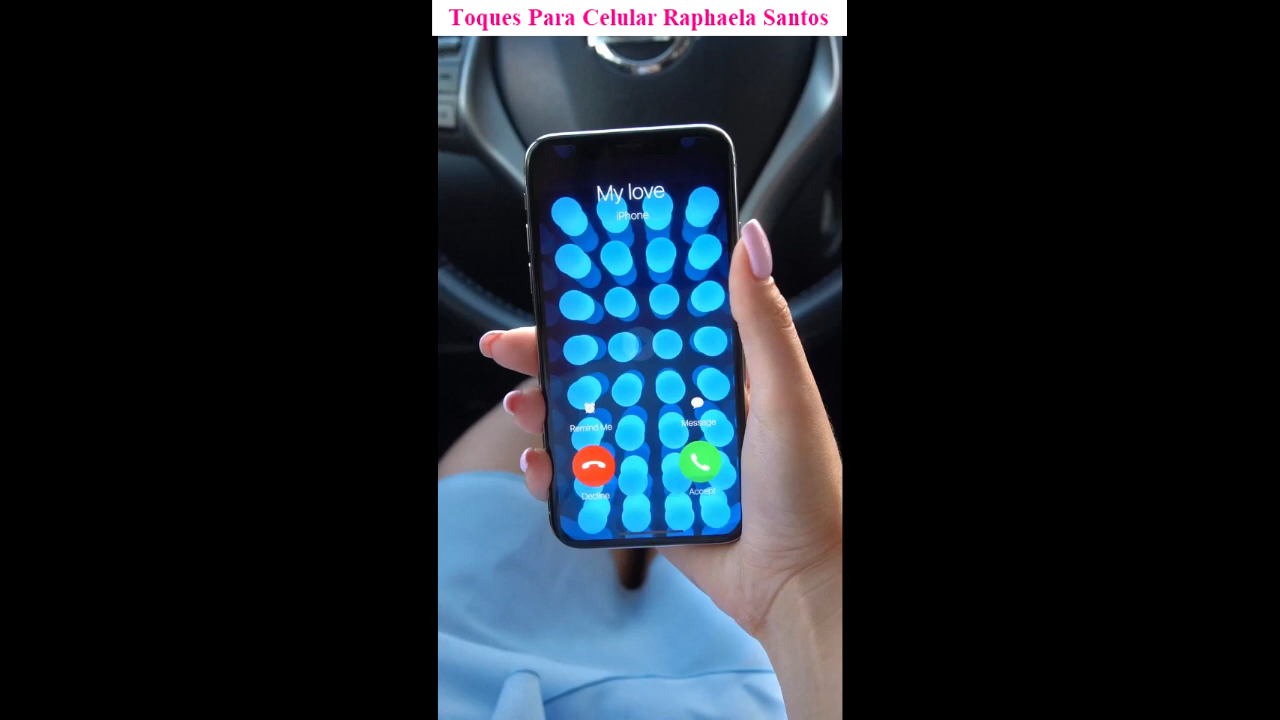 Toques Para Celular Raphaela Santos
My love
iPhone
Remind Me
Message
Decline
Accept